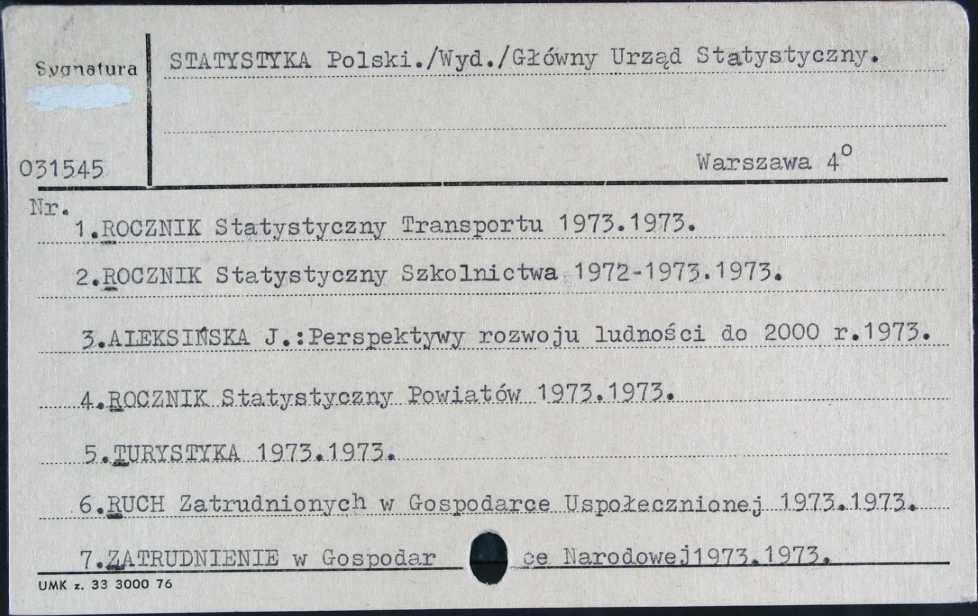 Sygnatura
STATYSTYKA Polski./Wyd./Główny Urząd Statystyczny.
031545
Warszawa 4°
Nr.
1.ROCZNIK Statystyczny Transportu 1973.1973.
2.ROCZNIK Statystyczny Szkolnictwa 1972-1973.1973.
3.ALEKSIŃSKA J.:Perspektywy rozwoju ludności do 2000 r.1973.
4.ROCZNIK Statystyczny Powiatów 1973.1973.
5.TURYSTYKA 1973.1973.
6.RUCH Zatrudnionych w Gospodarce Uspołecznionej 1973.1973.
7.ZATRUDNIENIE w Gospodar ce Narodowej1973.1973.
UMK z. 33 3000 76